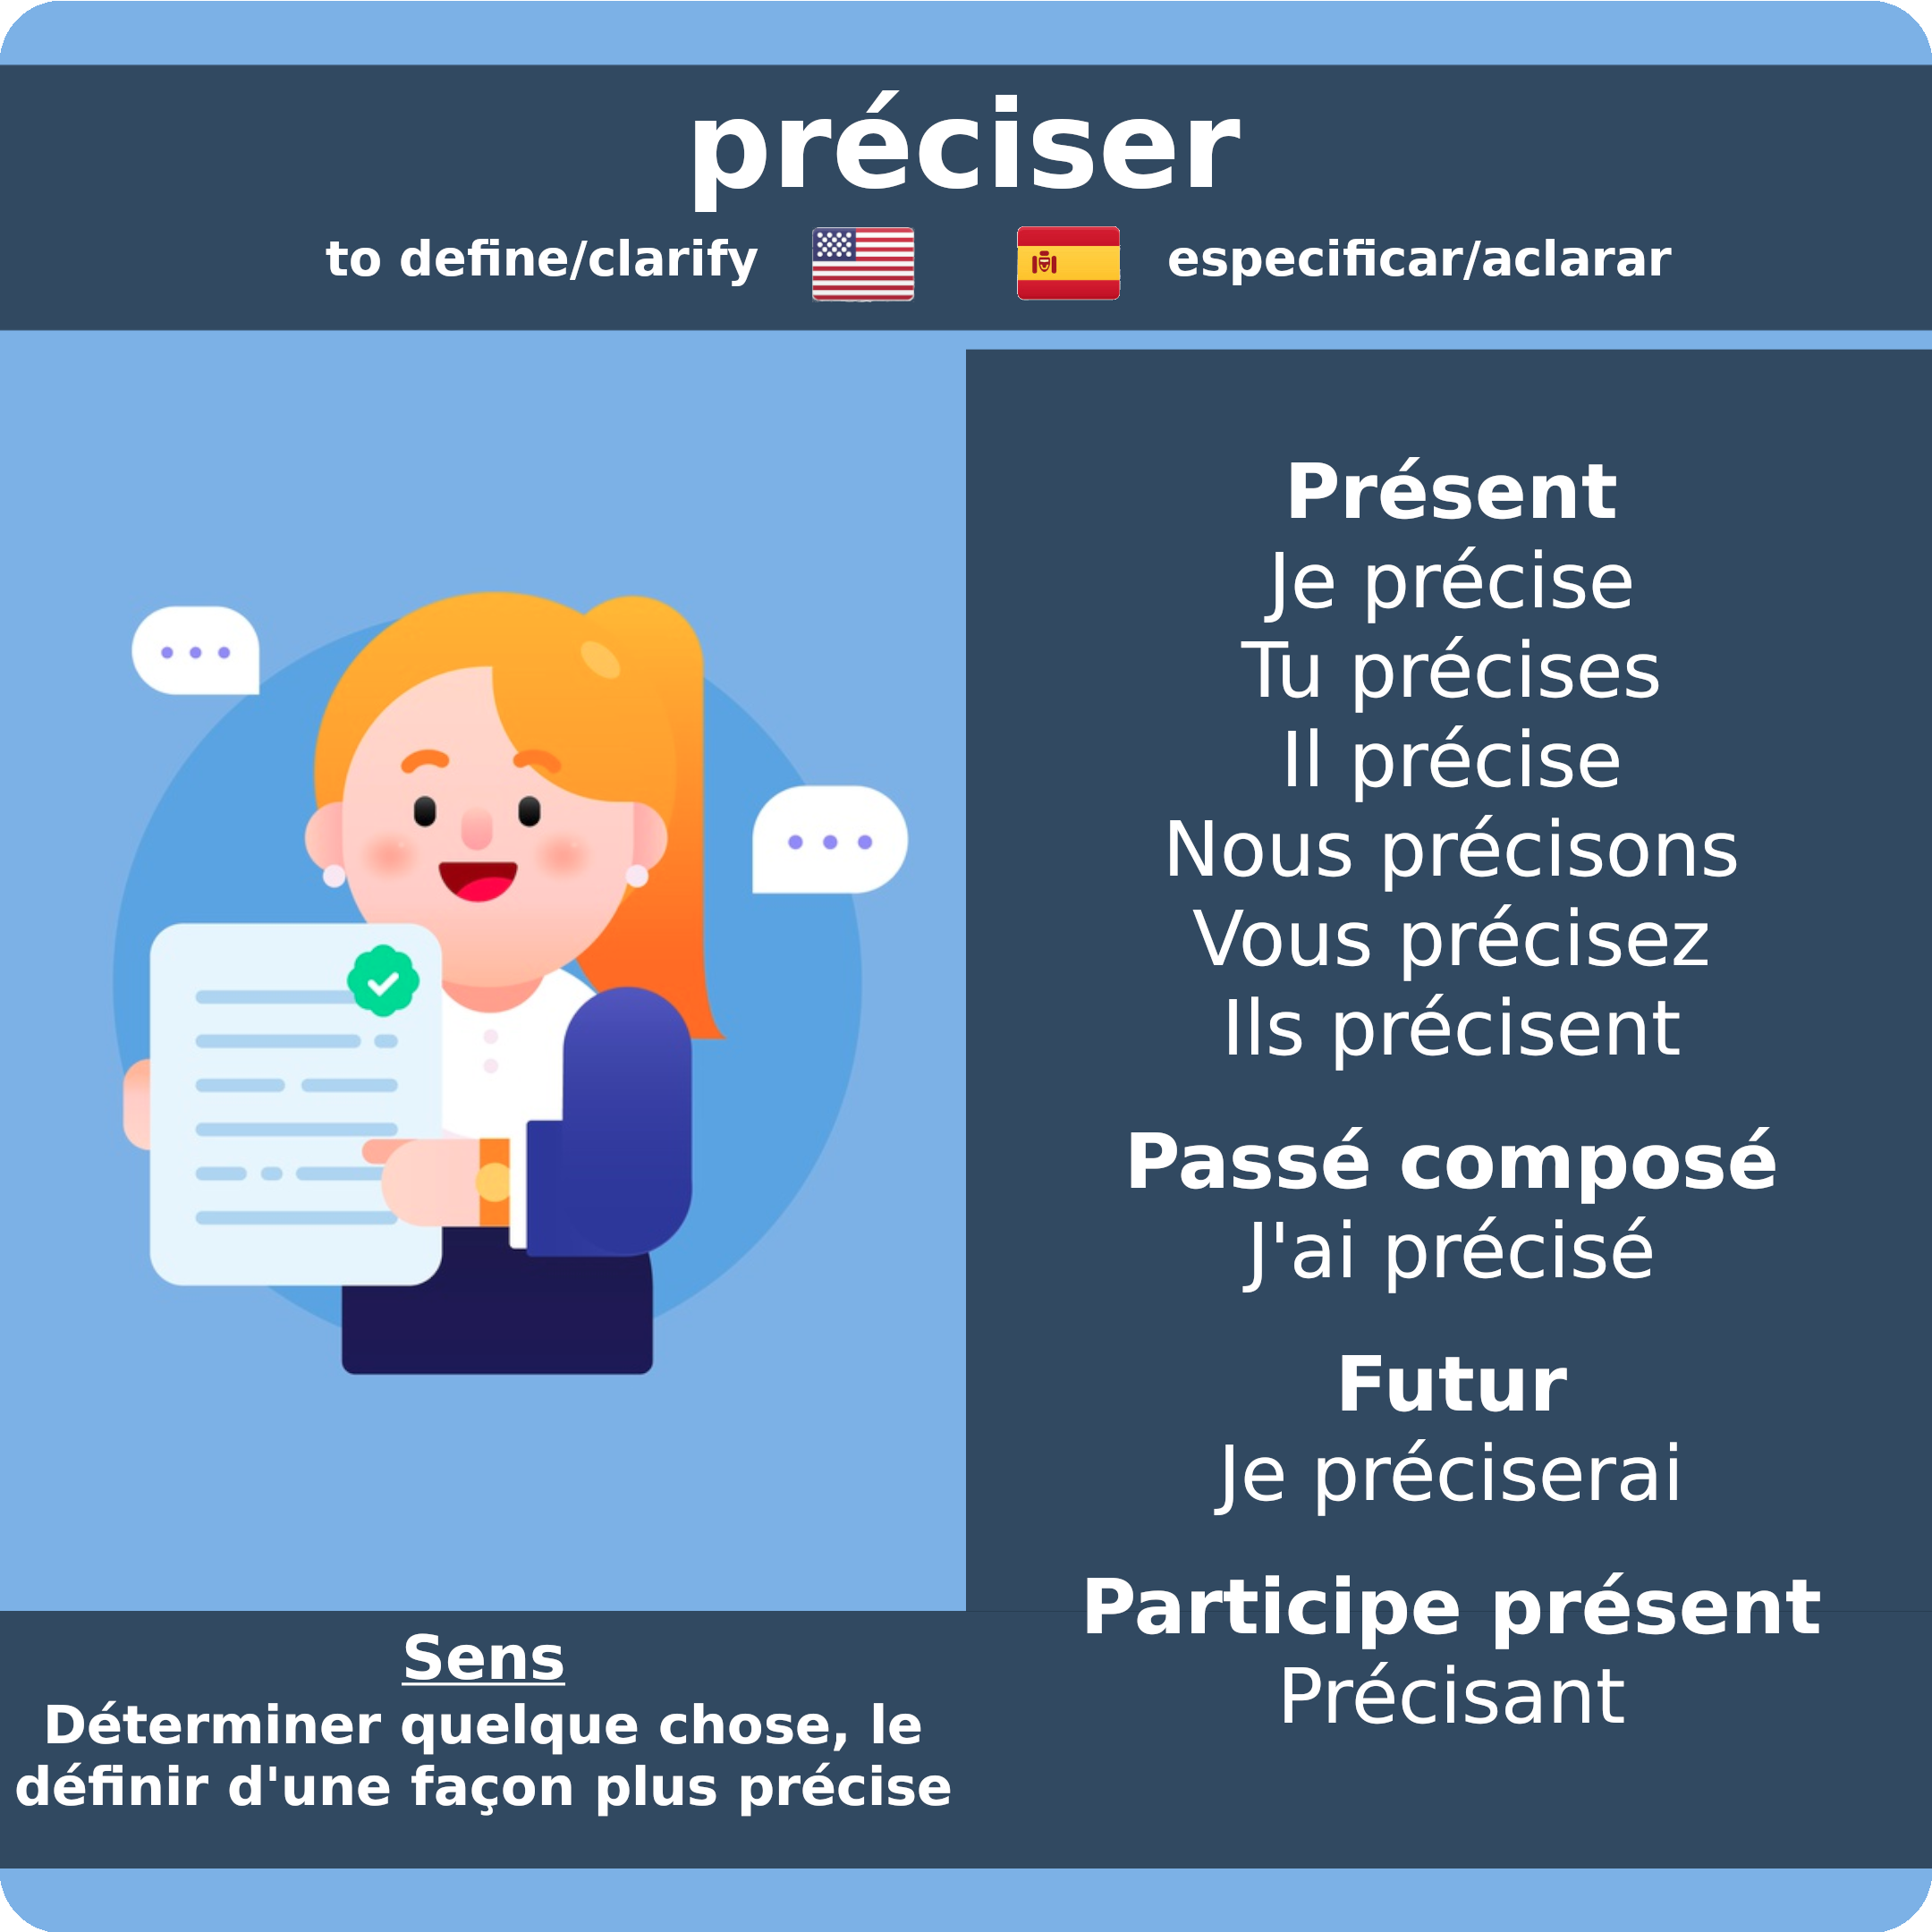 préciser
to define/clarify
especificar/aclarar
Présent
Je précise
Tu précises
Il précise
Nous précisons
Vous précisez
Ils précisent
Passé composé
J'ai précisé
Futur
Je préciserai
Participe présent
Précisant
Sens
Déterminer quelque chose, le
définir d'une façon plus précise